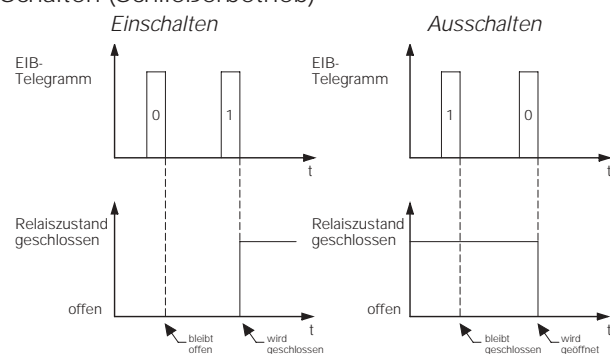 Schalten (Schließerbetrieb)
Einschalten
EIB-
Telegramm
0
1
t
Relaiszustand
geschlossen
offen
t
bleibt
offen
wird
geschlossen
Ausschalten
EIB-
Telegramm
1
0
t
Relaiszustand
geschlossen
offen
t
bleibt
geschlossen
wird
geöffnet